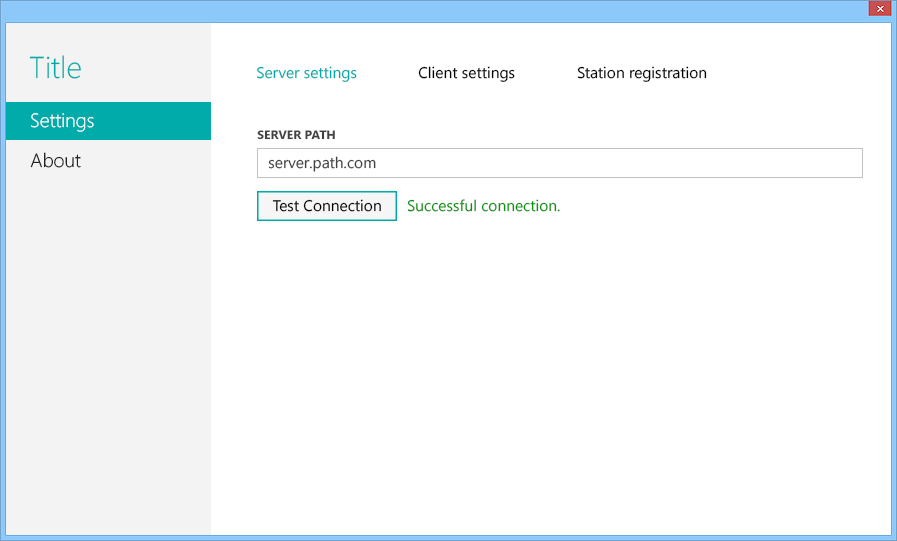 Title
Settings
About
Server settings Client settings Station registration
SERVER PATH
server.path.com
Test Connection Successful connection.